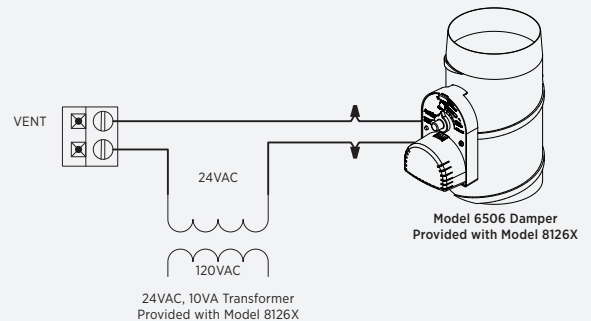 VENT
24VAC
Model 6506 Damper
Provided with Model 8126X
120VAC
24VAC, 10VA Transformer
Provided with Model 8126X